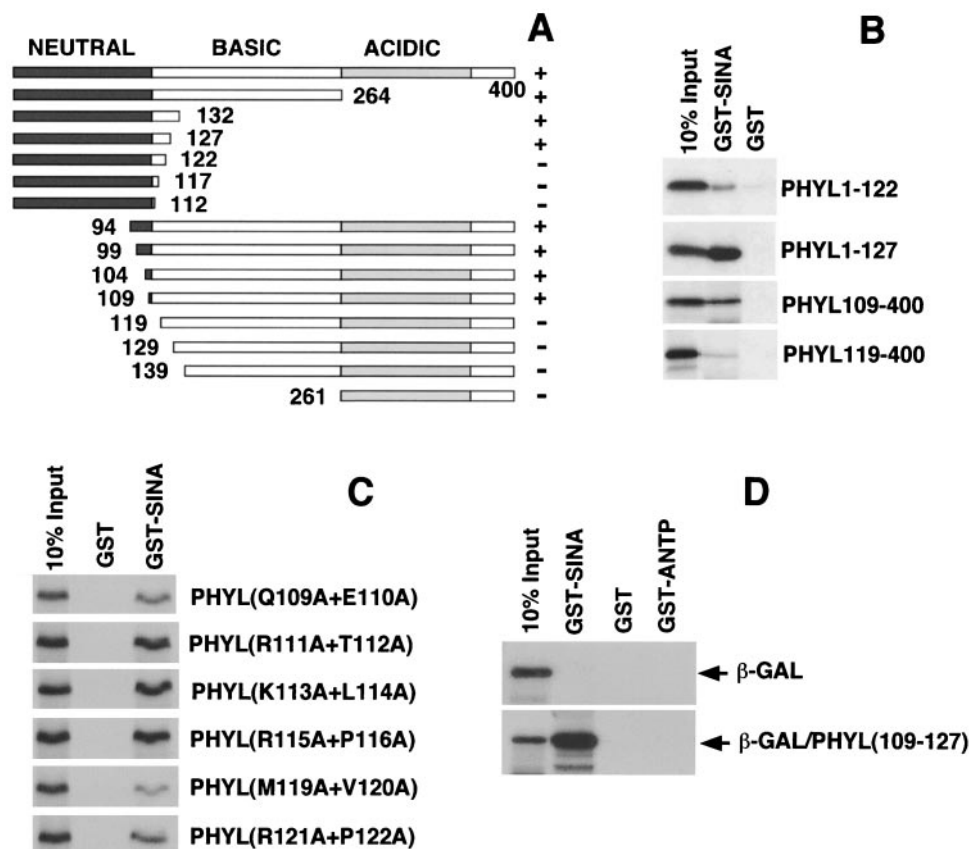 A
NEUTRAL BASIC ACIDIC
+
400
264 +
132 +
127 +
122 -
117 -
112 -
94 +
99 +
104 +
109 +
119 -
129 -
139 -
261 -
B
10% Input
GST-SINA
GST
PHYL1-122
PHYL1-127
PHYL109-400
PHYL119-400
C
10% Input
GST
GST-SINA
PHYL(Q109A+E110A)
PHYL(R111A+T112A)
PHYL(K113A+L114A)
PHYL(R115A+P116A)
PHYL(M119A+V120A)
PHYL(R121A+P122A)
D
10% Input
GST-SINA
GST
GST-ANTP
β-GAL
β-GAL/PHYL(109-127)